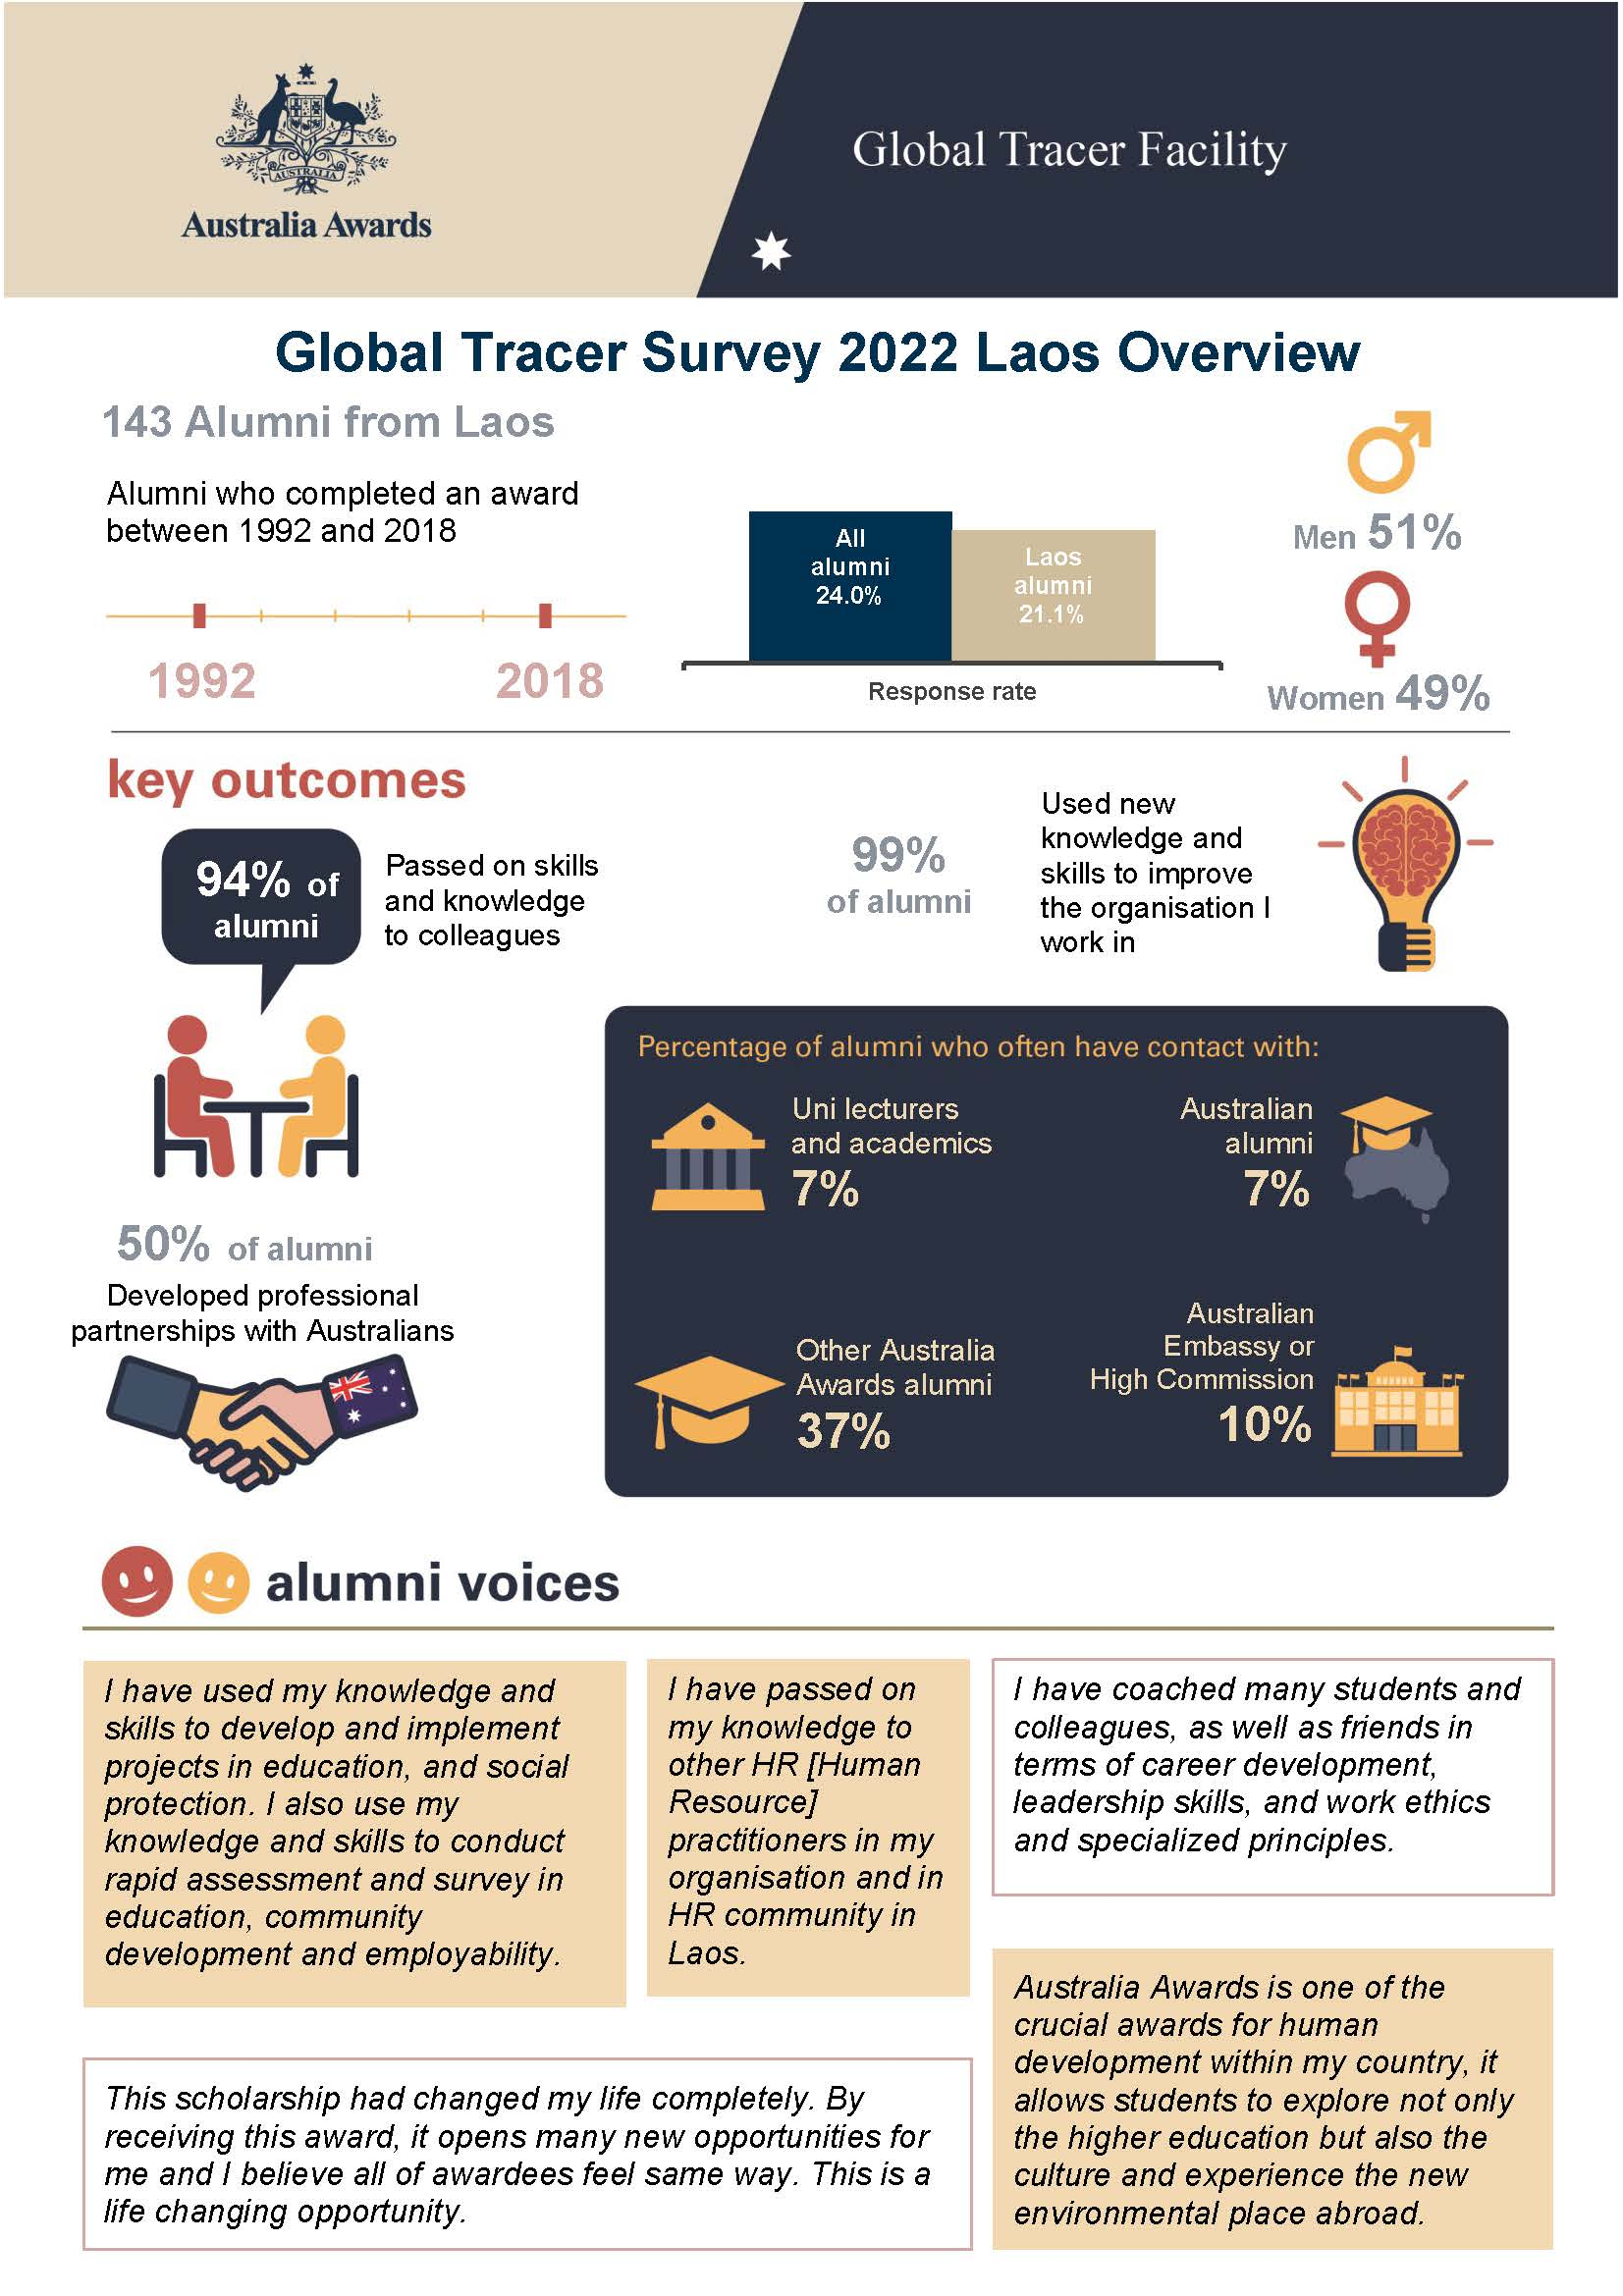 AUSTRALIA
Australia Awards
Global Tracer Facility
Global Tracer Survey 2022 Laos Overview
143 Alumni from Laos
Alumni who completed an award
between 1992 and 2018
1992
2018
All
alumni
24.0%
Laos
alumni
21.1%
Response rate
Men 51%
Women 49%
key outcomes
94% of
alumni
Passed on skills
and knowledge
to colleagues
99%
of alumni
Used new
knowledge and
skills to improve
the organisation I
work in
50% of alumni
Developed professional
partnerships with Australians
Percentage of alumni who often have contact with:
Uni lecturers
and academics
7%
Australian
alumni
7%
Other Australia
Awards alumni
37%
Australian
Embassy or
High Commission
10%
alumni voices
I have used my knowledge and
skills to develop and implement
projects in education, and social
protection. I also use my
knowledge and skills to conduct
rapid assessment and survey in
education, community
development and employability.
I have passed on
my knowledge to
other HR [Human
Resource]
practitioners in my
organisation and in
HR community in
Laos.
I have coached many students and
colleagues, as well as friends in
terms of career development,
leadership skills, and work ethics
and specialized principles.
This scholarship had changed my life completely. By
receiving this award, it opens many new opportunities for
me and I believe all of awardees feel same way. This is a
life changing opportunity.
Australia Awards is one of the
crucial awards for human
development within my country, it
allows students to explore not only
the higher education but also the
culture and experience the new
environmental place abroad.